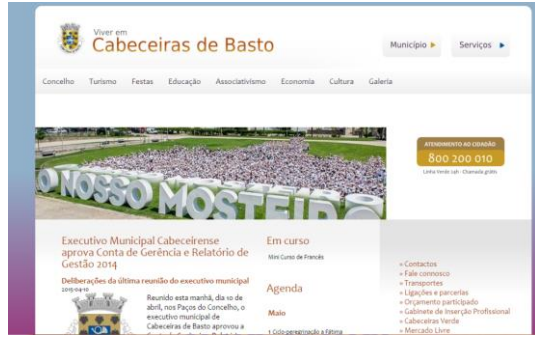 Viver em
Cabeceiras de Basto
Município
Serviços
Concelho Turismo Festas Educação Associativismo Economia Cultura Galeria
O NOSSO MOSTEIRO
ATENDIMENTO AO CIDADÃO
800 200 010
Linha Verde 24h - Chamada grátis
Executivo Municipal Cabeceirense
aprova Conta de Gerência e Relatório de
Gestão 2014
Deliberações da última reunião do executivo municipal
2015-04-10
Reunido esta manhã, dia 10 de
abril, nos Paços do Concelho, o
executivo municipal de
Cabeceiras de Basto aprovou a
Em curso
Mini Curso de Francês
Agenda
Maio
1 Ciclo peregrinação a Fátima
» Contactos
» Fale connosco
» Transportes
» Ligações e parcerias
» Orçamento participado
» Gabinete de Inserção Profissional
» Cabeceiras Verde
» Mercado Livre